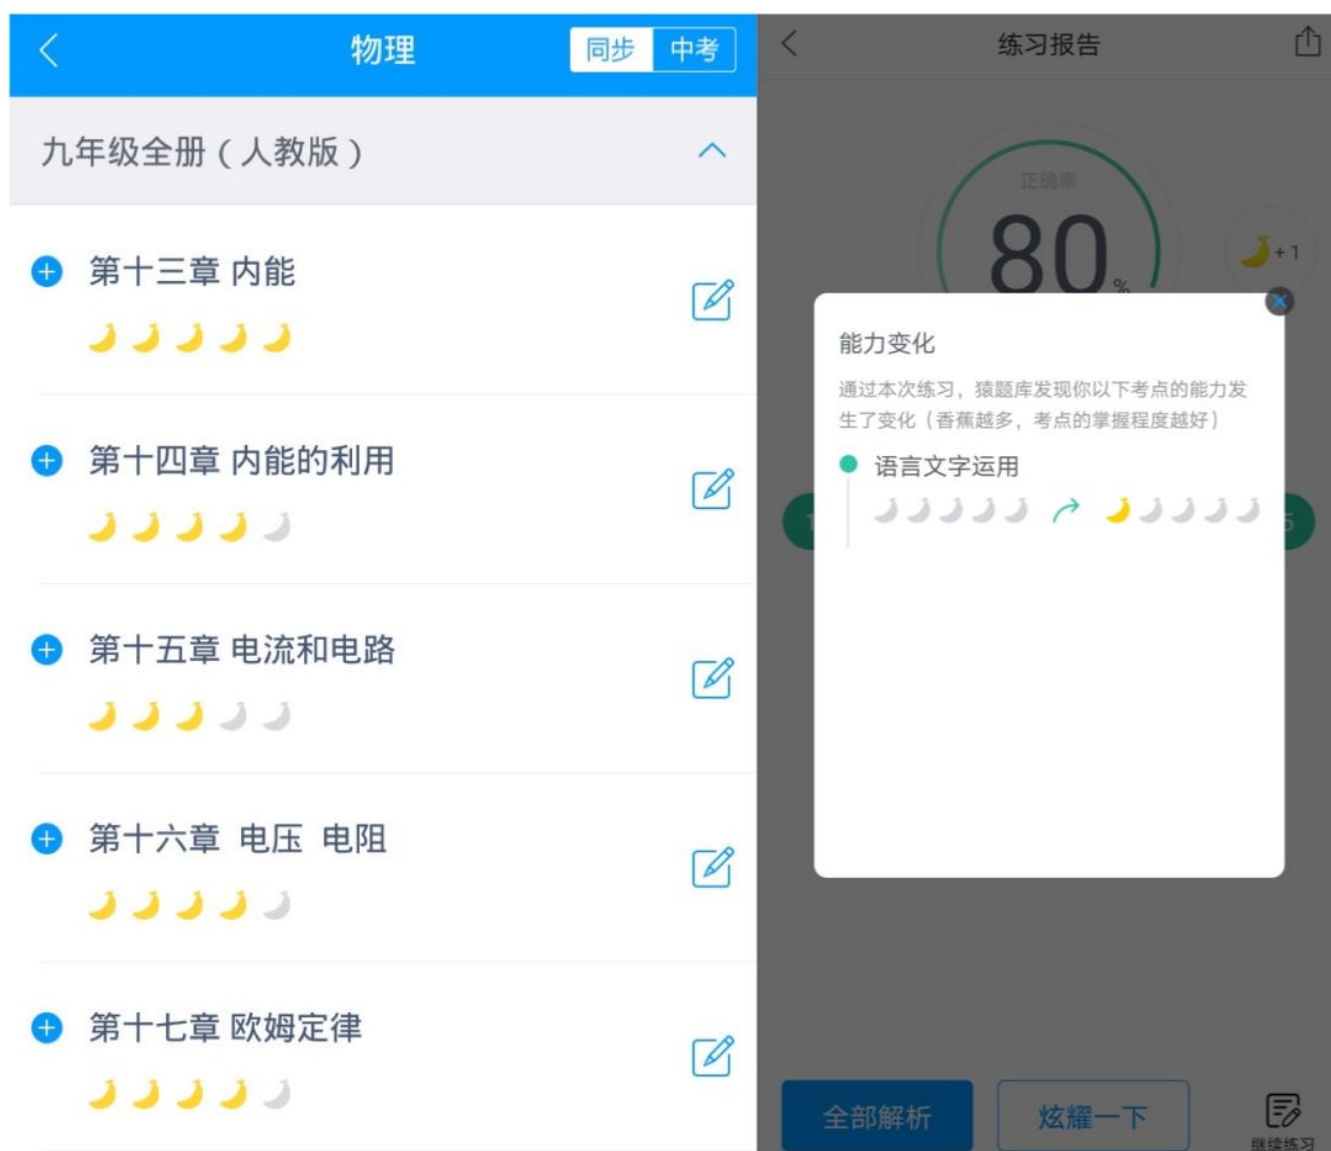 物理
同步 中考
九年级全册（人教版）
第十三章 内能
第十四章 内能的利用
第十五章 电流和电路
第十六章 电压 电阻
第十七章 欧姆定律
练习报告
正确率
80%
+1
能力变化
通过本次练习，猿题库发现你以下考点的能力发
生了变化（香蕉越多，考点的掌握程度越好）
语言文字运用
1
5
全部解析
炫耀一下
继续练习